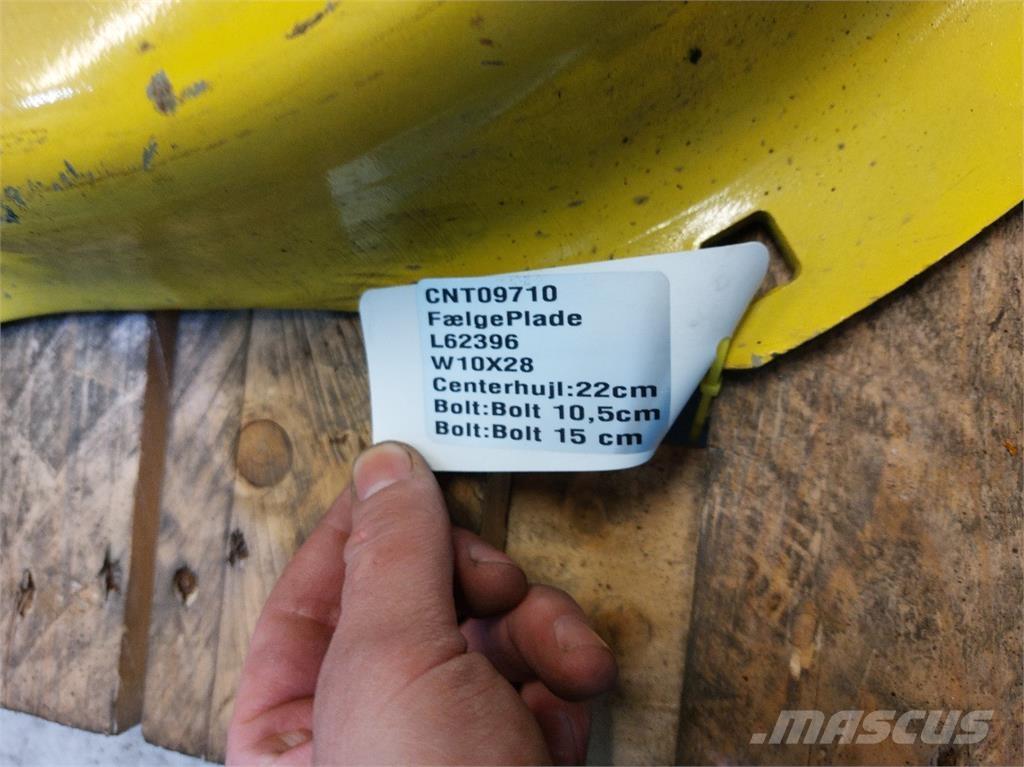 CNT09710
FælgePlade
L62396
W10X28
Centerhujl:22cm
Bolt:Bolt 10,5cm
Bolt:Bolt 15 cm
MASCUS